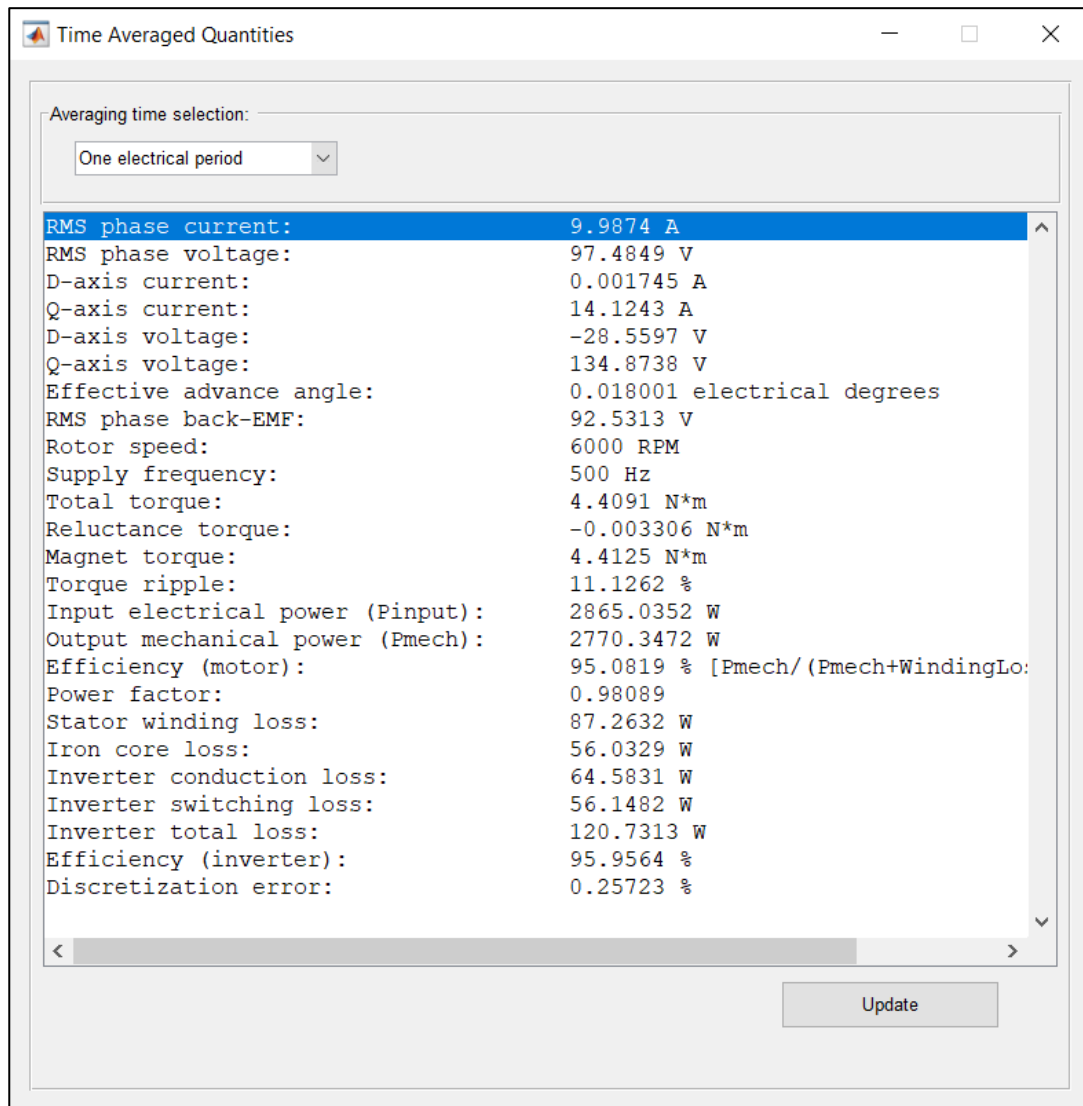 Time Averaged Quantities
Averaging time selection:
One electrical period
RMS phase current: 9.9874 A
RMS phase voltage: 97.4849 V
D-axis current: 0.001745 A
Q-axis current: 14.1243 A
D-axis voltage: -28.5597 V
Q-axis voltage: 134.8738 V
Effective advance angle: 0.018001 electrical degrees
RMS phase back-EMF: 92.5313 V
Rotor speed: 6000 RPM
Supply frequency: 500 Hz
Total torque: 4.4091 N*m
Reluctance torque: -0.003306 N*m
Magnet torque: 4.4125 N*m
Torque ripple: 11.1262 %
Input electrical power (Pinput): 2865.0352 W
Output mechanical power (Pmech): 2770.3472 W
Efficiency (motor): 95.0819 % [Pmech/(Pmech+WindingLo
Power factor: 0.98089
Stator winding loss: 87.2632 W
Iron core loss: 56.0329 W
Inverter conduction loss: 64.5831 W
Inverter switching loss: 56.1482 W
Inverter total loss: 120.7313 W
Efficiency (inverter): 95.9564 %
Discretization error: 0.25723 %
Update